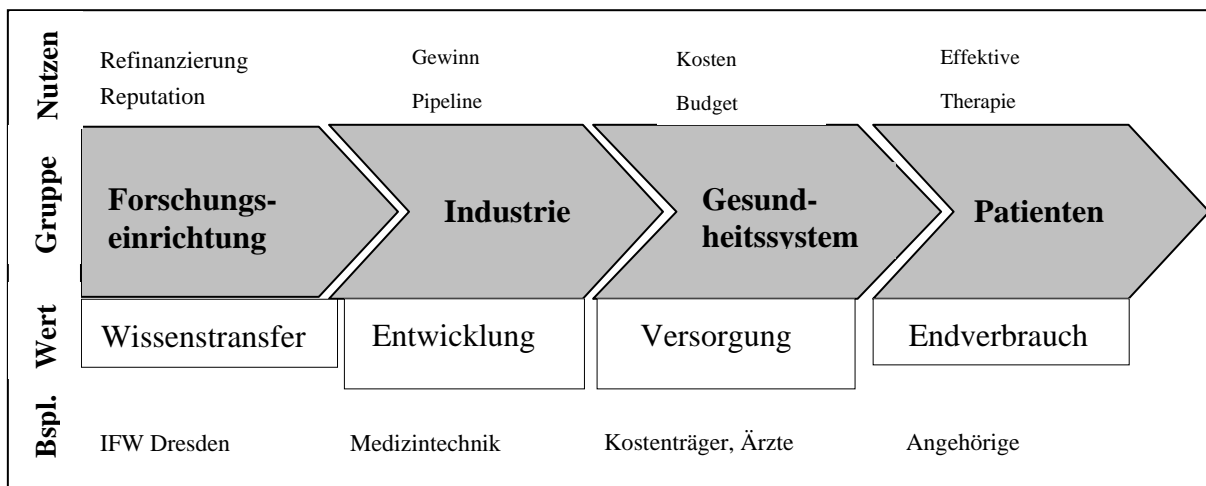 Nutzen
Refinanzierung
Reputation
Gewinn
Pipeline
Kosten
Budget
Effektive
Therapie
Gruppe
Forschungs-
einrichtung
Industrie
Gesund-
heitssystem
Patienten
Wert
Wissenstransfer
Entwicklung
Versorgung
Endverbrauch
Bspl.
IFW Dresden
Medizintechnik
Kostenträger, Ärzte
Angehörige